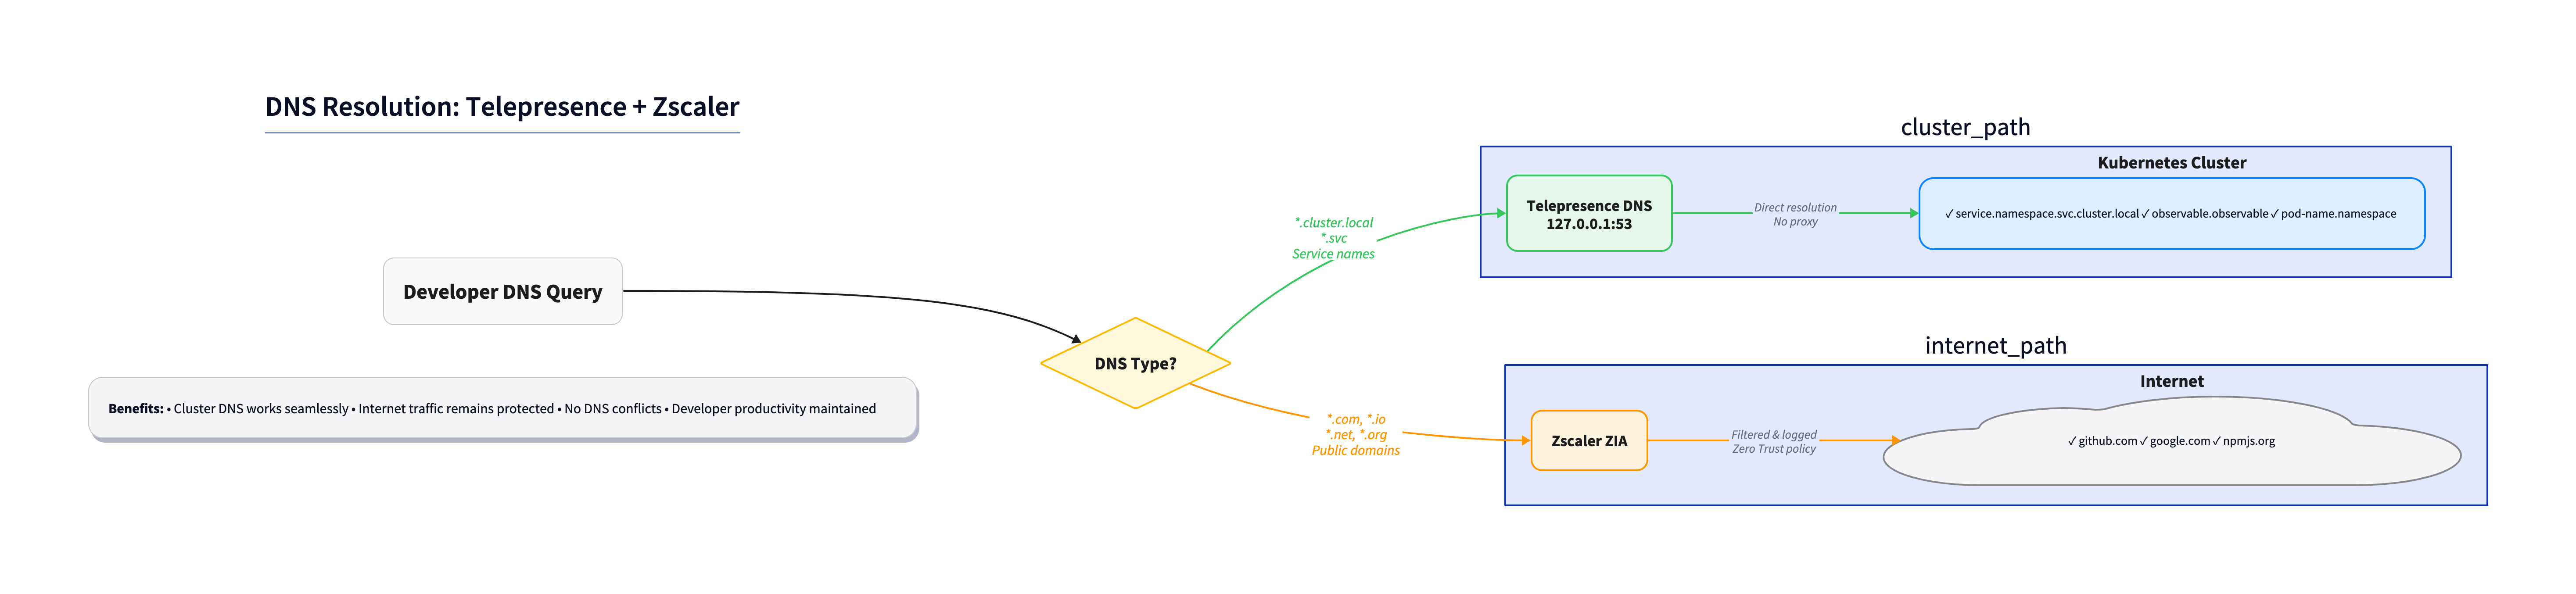 DNS Resolution: Telepresence + Zscaler
Developer DNS Query
Benefits: • Cluster DNS works seamlessly • Internet traffic remains protected • No DNS conflicts • Developer productivity maintained
DNS Type?
*.cluster.local
*.svc
Service names
cluster_path
Kubernetes Cluster
Telepresence DNS
127.0.0.1:53
Direct resolution
No proxy
✓ service.namespace.svc.cluster.local ✓ observable.observable ✓ pod-name.namespace
*.com, *.io
*.net, *.org
Public domains
internet_path
Internet
Zscaler ZIA
Filtered & logged
Zero Trust policy
✓ github.com ✓ google.com ✓ npmjs.org